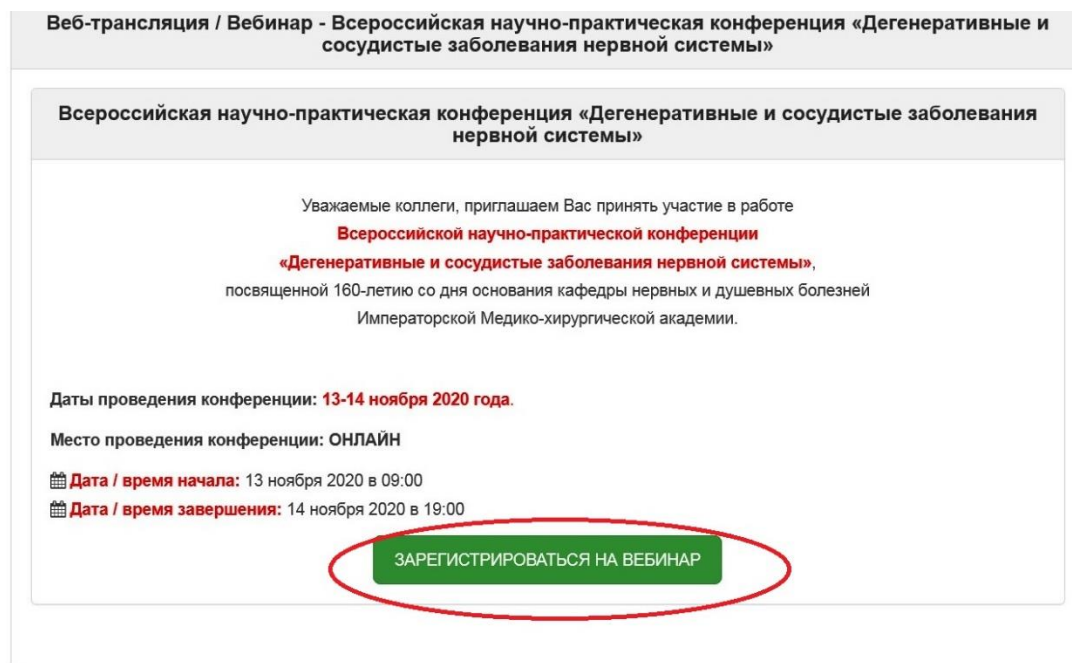 Веб-трансляция / Вебинар - Всероссийская научно-практическая конференция «Дегенеративные и
сосудистые заболевания нервной системы»
Всероссийская научно-практическая конференция «Дегенеративные и сосудистые заболевания
нервной системы»
Уважаемые коллеги, приглашаем Вас принять участие в работе
Всероссийской научно-практической конференции
«Дегенеративные и сосудистые заболевания нервной системы»,
посвященной 160-летию со дня основания кафедры нервных и душевных болезней
Императорской Медико-хирургической академии.
Даты проведения конференции: 13-14 ноября 2020 года.
Место проведения конференции: ОНЛАЙН
Дата / время начала: 13 ноября 2020 в 09:00
Дата / время завершения: 14 ноября 2020 в 19:00
ЗАРЕГИСТРИРОВАТЬСЯ НА ВЕБИНАР